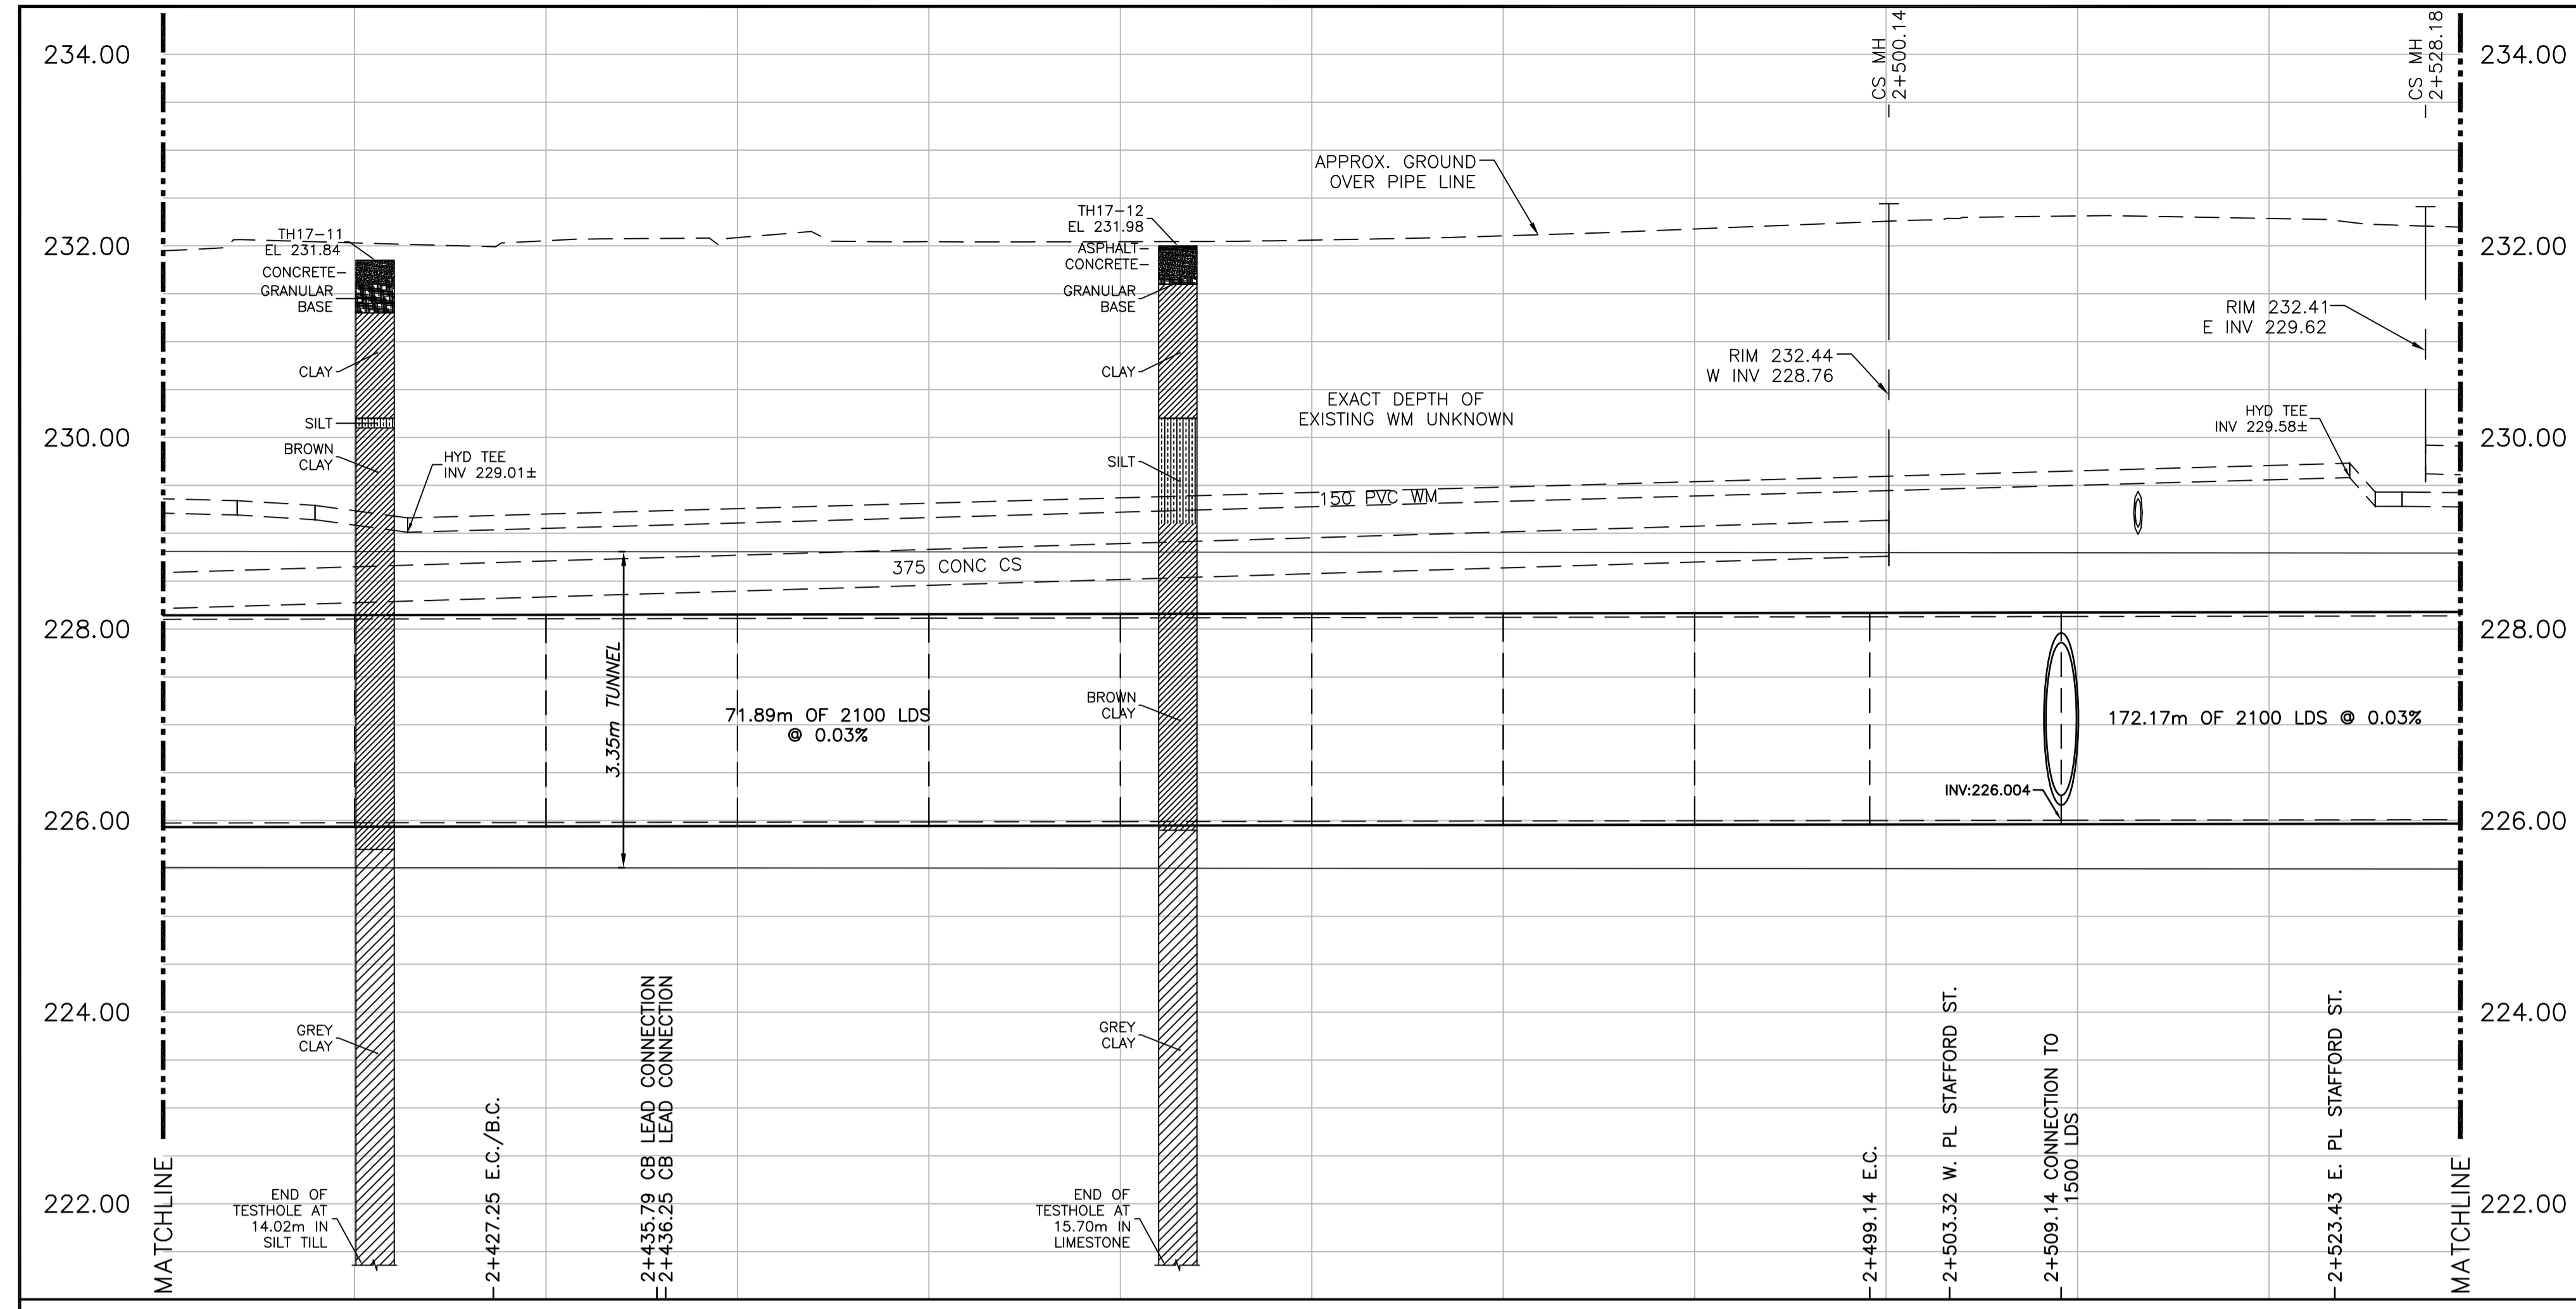 234.00
232.00
230.00
228.00
226.00
224.00
222.00
MATCHLINE
TH17-11
EL 231.84
CONCRETE
GRANULAR
BASE
CLAY
SILT
BROWN
CLAY
HYD TEE
INV 229.01±
GREY
CLAY
END OF
TESTHOLE AT
14.02m IN
SILT TILL
2+427.25 E.C./B.C.
3.35m TUNNEL
2+435.79 CB LEAD CONNECTION
2+436.25 CB LEAD CONNECTION
71.89m OF 2100 LDS
@ 0.03%
375 CONC CS
TH17-12
EL 231.98
ASPHALT
CONCRETE
GRANULAR
BASE
CLAY
SILT
BROWN
CLAY
GREY
CLAY
END OF
TESTHOLE AT
15.70m IN
LIMESTONE
APPROX. GROUND
OVER PIPE LINE
EXACT DEPTH OF
EXISTING WM UNKNOWN
150 PVC WM
CS MH
2+500.14
RIM 232.44
W INV 228.76
CS MH
2+528.18
RIM 232.41
E INV 229.62
HYD TEE
INV 229.58±
172.17m OF 2100 LDS @ 0.03%
INV:226.004
2+499.14 E.C.
2+503.32 W. PL STAFFORD ST.
2+509.14 CONNECTION TO
1500 LDS
2+523.43 E. PL STAFFORD ST.
MATCHLINE
234.00
232.00
230.00
228.00
226.00
224.00
222.00